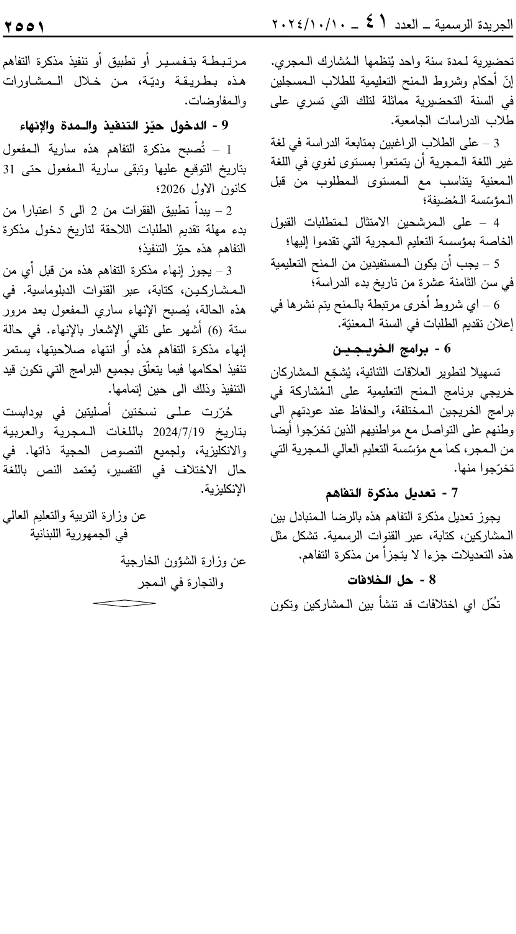 الجريدة الرسمية ــ العدد ٤١ ــ ٢٠٢٤/١٠/١٠
٢٥٥١
تحضيرية لمدة سنة واحد يُنظمها المُشارك المجري.
إنّ أحكام وشروط المنح التعليمية للطلاب المسجلين
في السنة التحضيرية مماثلة لتلك التي تسري على
طلاب الدراسات الجامعية.
3 – على الطلاب الراغبين بمتابعة الدراسة في لغة
غير اللغة المجرية أن يتمتعوا بمستوى لغوي في اللغة
المعنية يتناسب مع المستوى المطلوب من قبل
المؤسّسة المُضيفة؛
4 – على المرشحين الامتثال لمتطلبات القبول
الخاصة بمؤسسة التعليم المجرية التي تقدموا إليها؛
5 – يجب أن يكون المستفيدين من المنح التعليمية
في سن الثامنة عشرة من تاريخ بدء الدراسة؛
6 – اي شروط أخرى مرتبطة بالمنح يتم نشرها في
إعلان تقديم الطلبات في السنة المعنيّة.
6 - برامج الخريجين
تسهيلا لتطوير العلاقات الثنائية، يُشجّع المشاركان
خريجي برنامج المنح التعليمية على المُشاركة في
برامج الخريجين المختلفة، والحفاظ عند عودتهم الى
وطنهم على التواصل مع مواطنيهم الذين تخرّجوا أيضا
من المجر، كما مع مؤسّسة التعليم العالي المجرية التي
تخرّجوا منها.
7 - تعديل مذكرة التفاهم
يجوز تعديل مذكرة التفاهم هذه بالرضا المتبادل بين
المشاركين، كتابة، عبر القنوات الرسمية. تشكل مثل
هذه التعديلات جزءا لا يتجزأ من مذكرة التفاهم.
8 - حل الخلافات
تُحّل اي اختلافات قد تنشأ بين المشاركين وتكون
مرتبطة بتفسير أو تطبيق أو تنفيذ مذكرة التفاهم
هذه بطريقة وديّة، من خلال المشاورات
والمفاوضات.
9 - الدخول حيّز التنفيذ والمدة والإنهاء
1 – تُصبح مذكرة التفاهم هذه سارية المفعول
بتاريخ التوقيع عليها وتبقى سارية المفعول حتى 31
كانون الاول 2026؛
2 – يبدأ تطبيق الفقرات من 2 الى 5 اعتبارا من
بدء مهلة تقديم الطلبات اللاحقة لتاريخ دخول مذكرة
التفاهم هذه حيّز التنفيذ؛
3 – يجوز إنهاء مذكرة التفاهم هذه من قبل أي من
المشاركين، كتابة، عبر القنوات الدبلوماسية. في
هذه الحالة، يُصبح الإنهاء ساري المفعول بعد مرور
ستة (6) أشهر على تلقي الإشعار بالإنهاء. في حالة
إنهاء مذكرة التفاهم هذه أو انتهاء صلاحيتها، يستمر
تنفيذ احكامها فيما يتعلّق بجميع البرامج التي تكون قيد
التنفيذ وذلك الى حين إتمامها.
حُرّرت على نسختين أصليتين في بودابست
بتاريخ 2024/7/19 باللغات المجرية والعربية
والانكليزية، ولجميع النصوص الحجية ذاتها. في
حال الاختلاف في التفسير، يُعتمد النص باللغة
الإنكليزية.
عن وزارة التربية والتعليم العالي
في الجمهورية اللبنانية
عن وزارة الشؤون الخارجية
والتجارة في المجر